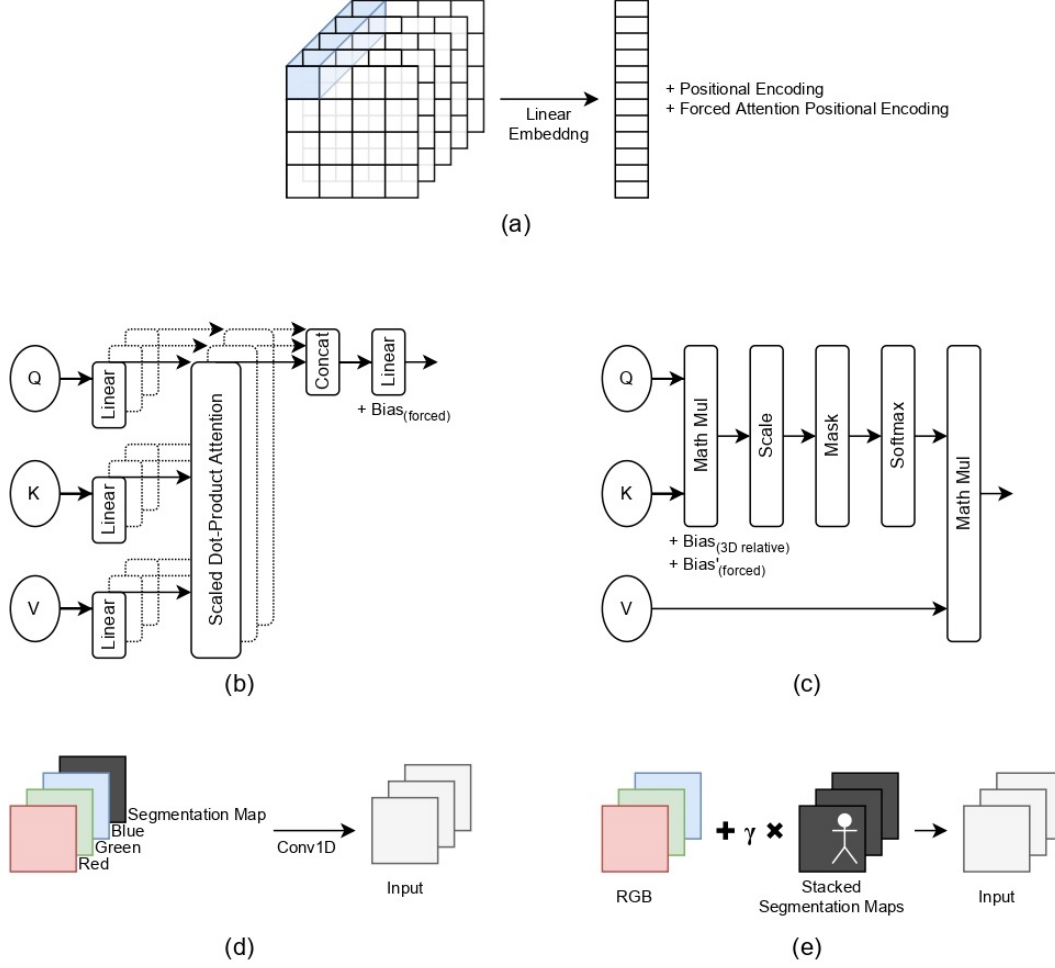 Linear
Embeddng
+ Positional Encoding
+ Forced Attention Positional Encoding
(a)
Q
Linear
K
Linear
V
Linear
Scaled Dot-Product Attention
Concat
Linear
+ Bias(forced)
(b)
Q
K
V
Math Mul
Scale
Mask
Softmax
Math Mul
+ Bias(3D relative)
+ Bias'(forced)
(c)
Segmentation Map
Blue
Green
Red
Conv1D
Input
(d)
RGB
+ γ ×
Stacked
Segmentation Maps
Input
(e)